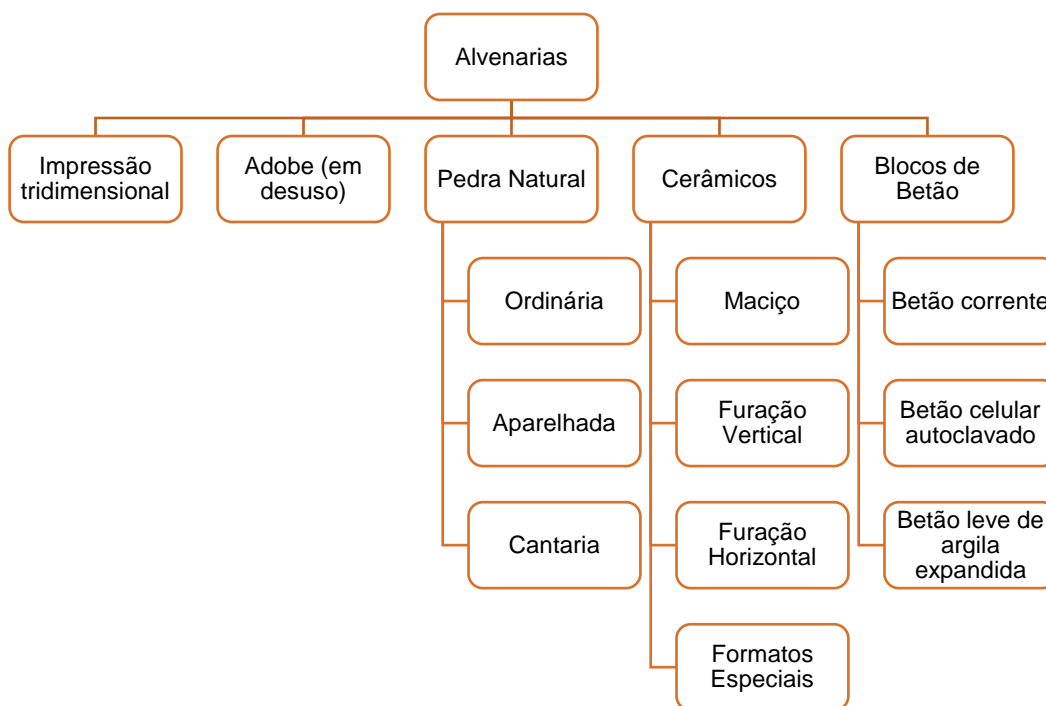 Alvenarias
Impressão
tridimensional
Adobe (em
desuso)
Pedra Natural
Cerâmicos
Blocos de
Betão
Ordinária
Aparelhada
Cantaria
Maciço
Furação
Vertical
Furação
Horizontal
Formatos
Especiais
Betão corrente
Betão celular
autoclavado
Betão leve de
argila
expandida